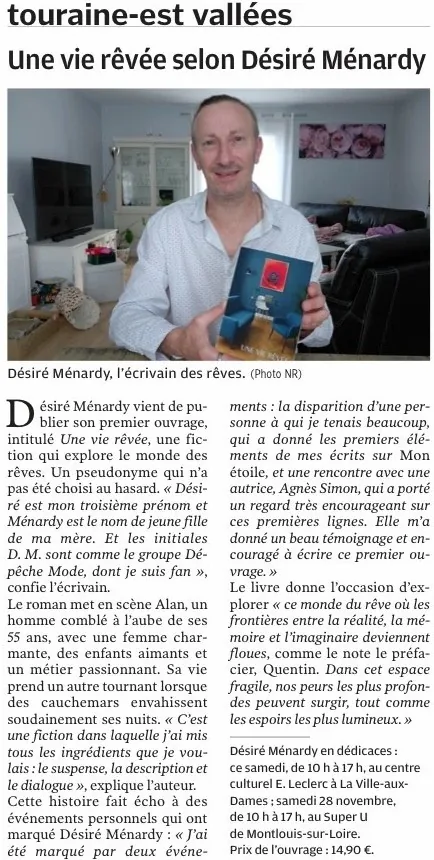 touraine-est vallées
Une vie rêvée selon Désiré Ménardy
UNE VIE RÊVÉE
Désiré Ménardy, l'écrivain des rêves. (Photo NR)
Désiré Ménardy vient de pu-
blier son premier ouvrage,
intitulé Une vie rêvée, une fic-
tion qui explore le monde des
rêves. Un pseudonyme qui n'a
pas été choisi au hasard. « Dési-
ré est mon troisième prénom et
Ménardy est le nom de jeune fille
de ma mère. Et les initiales
D. M. sont comme le groupe Dé-
pêche Mode, dont je suis fan »,
confie l'écrivain.
Le roman met en scène Alan, un
homme comblé à l'aube de ses
55 ans, avec une femme char-
mante, des enfants aimants et
un métier passionnant. Sa vie
prend un autre tournant lorsque
des cauchemars envahissent
soudainement ses nuits. « C'est
une fiction dans laquelle j'ai mis
tous les ingrédients que je vou-
lais : le suspense, la description et
le dialogue », explique l'auteur.
Cette histoire fait écho à des
événements personnels qui ont
marqué Désiré Ménardy : « J'ai
été marqué par deux événe-
ments : la disparition d'une per-
sonne à qui je tenais beaucoup,
qui a donné les premiers élé-
ments de mes écrits sur Mon
étoile, et une rencontre avec une
autrice, Agnès Simon, qui a porté
un regard très encourageant sur
ces premières lignes. Elle m'a
donné un beau témoignage et en-
couragé à écrire ce premier ou-
vrage. »
Le livre donne l'occasion d'ex-
plorer « ce monde du rêve où les
frontières entre la réalité, la mé-
moire et l'imaginaire deviennent
floues, comme le note le préfa-
cier, Quentin. Dans cet espace
fragile, nos peurs les plus profon-
des peuvent surgir, tout comme
les espoirs les plus lumineux. »
Désiré Ménardy en dédicaces :
ce samedi, de 10 h à 17 h, au centre
culturel E. Leclerc à La Ville-aux-
Dames ; samedi 28 novembre,
de 10 h à 17 h, au Super U
de Montlouis-sur-Loire.
Prix de l'ouvrage : 14,90 €.